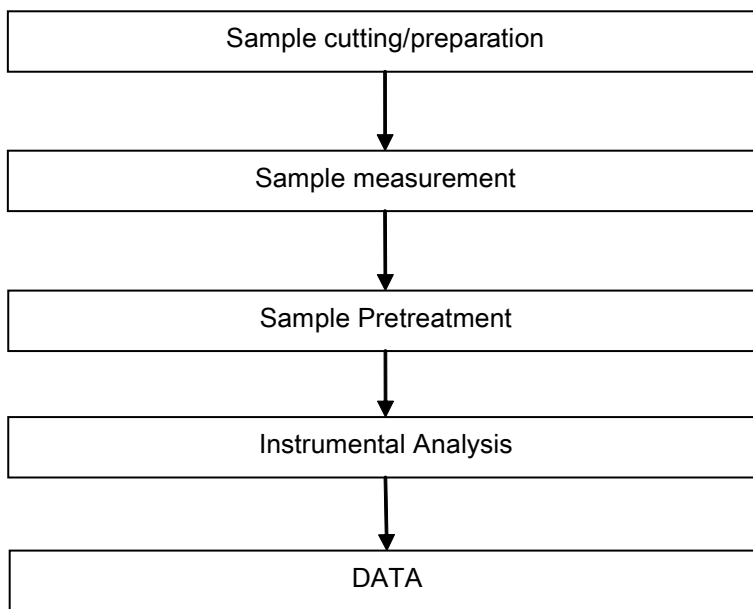 Sample cutting/preparation
Sample measurement
Sample Pretreatment
Instrumental Analysis
DATA